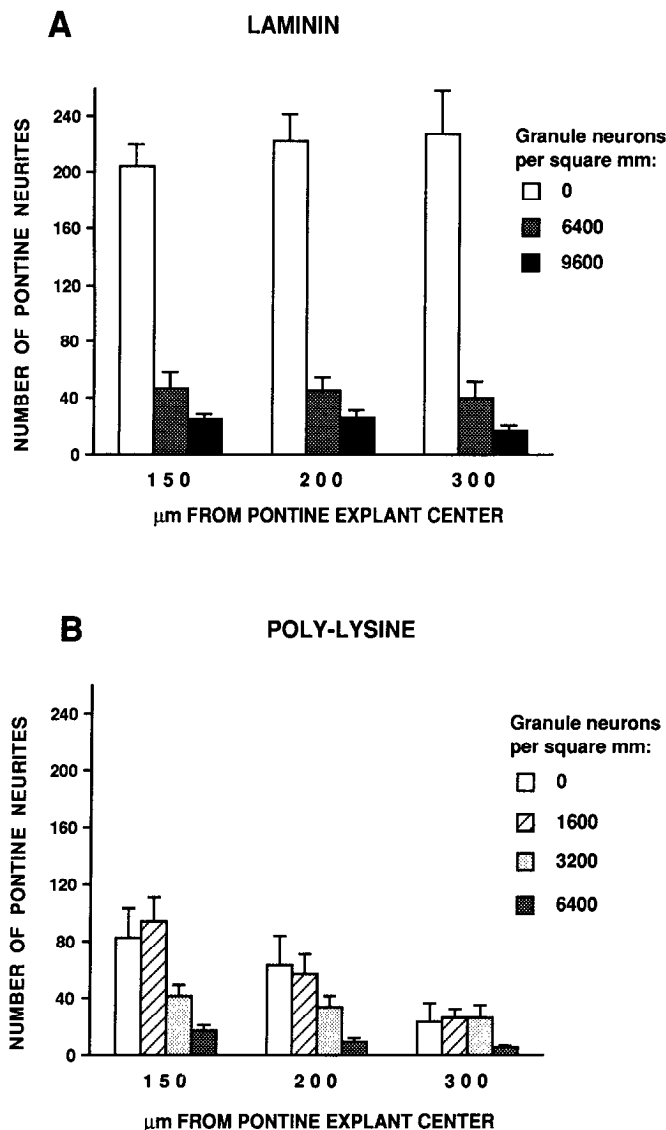 A
LAMININ
NUMBER OF PONTINE NEURITES
240
200
160
120
80
40
0
150
200
300
µm FROM PONTINE EXPLANT CENTER
Granule neurons
per square mm:
0
6400
9600
B
POLY-LYSINE
NUMBER OF PONTINE NEURITES
240
200
160
120
80
40
0
150
200
300
µm FROM PONTINE EXPLANT CENTER
Granule neurons
per square mm:
0
1600
3200
6400